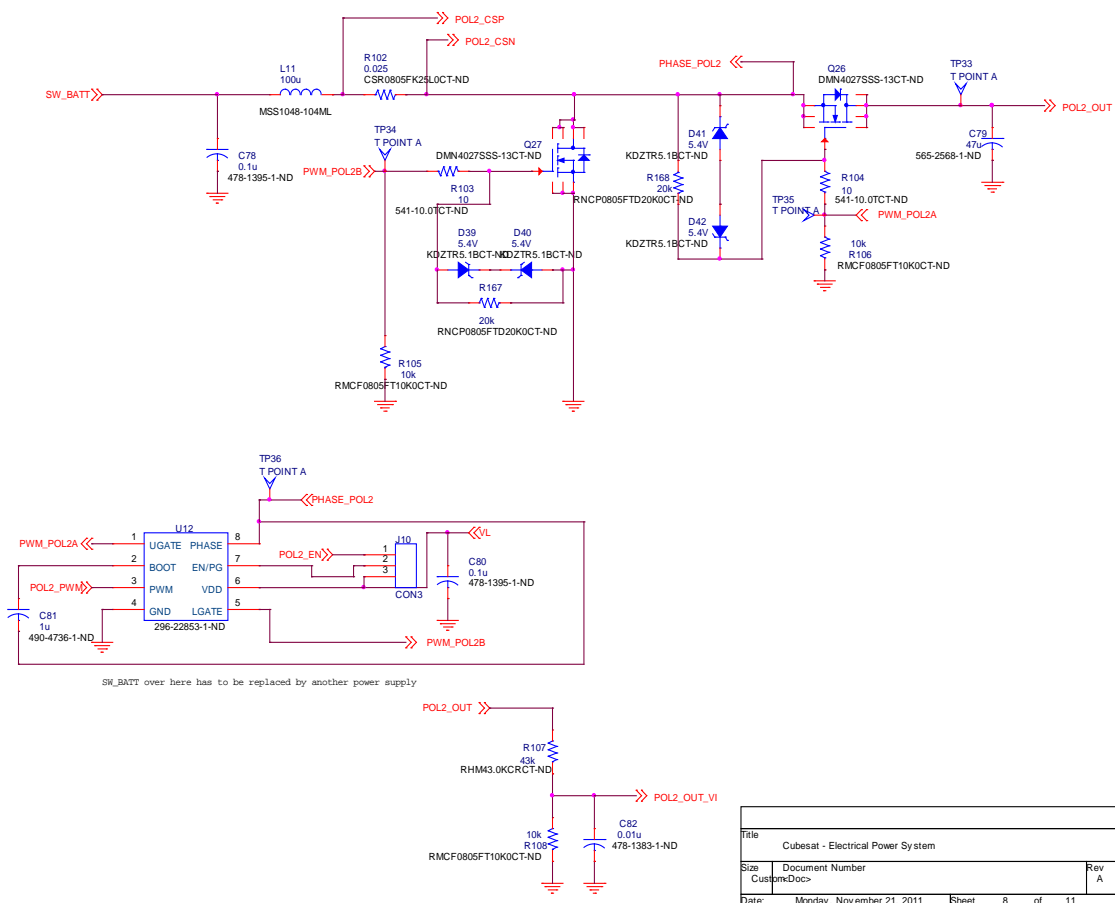 POL2_CSP
POL2_CSN
L11
100u
MSS1048-104ML
R102
0.025
CSR0805FK25L0CT-ND
SW_BATT
C78
0.1u
478-1395-1-ND
TP34
T POINT A
PWM_POL2B
Q27
DMN4027SSS-13CT-ND
R103
10
541-10.0TCT-ND
D39
5.4V
KDZTR5.1BCT-ND
D40
5.4V
KDZTR5.1BCT-ND
R167
20k
RNCP0805FTD20K0CT-ND
R105
10k
RMCF0805FT10K0CT-ND
PHASE_POL2
Q26
DMN4027SSS-13CT-ND
TP33
T POINT A
POL2_OUT
D41
5.4V
KDZTR5.1BCT-ND
R168
20k
RNCP0805FTD20K0CT-ND
D42
5.4V
KDZTR5.1BCT-ND
C79
47u
565-2568-1-ND
R104
10
541-10.0TCT-ND
TP35
T POINT A
PWM_POL2A
10k
R106
RMCF0805FT10K0CT-ND
TP36
T POINT A
PHASE_POL2
U12
PWM_POL2A
1 UGATE PHASE 8
2 BOOT EN/PG 7
3 PWM VDD 6
4 GND LGATE 5
296-22853-1-ND
POL2_PWM
C81
1u
490-4736-1-ND
POL2_EN
J10
1
2
3
CON3
VL
C80
0.1u
478-1395-1-ND
PWM_POL2B
SW_BATT over here has to be replaced by another power supply
POL2_OUT
R107
43k
RHM43.0KCRCT-ND
POL2_OUT_VI
10k
R108
RMCF0805FT10K0CT-ND
C82
0.01u
478-1383-1-ND
Title
Cubesat - Electrical Power System
Size Document Number Rev
Custom <Doc> A
Date: Monday, November 21, 2011 Sheet 8 of 11